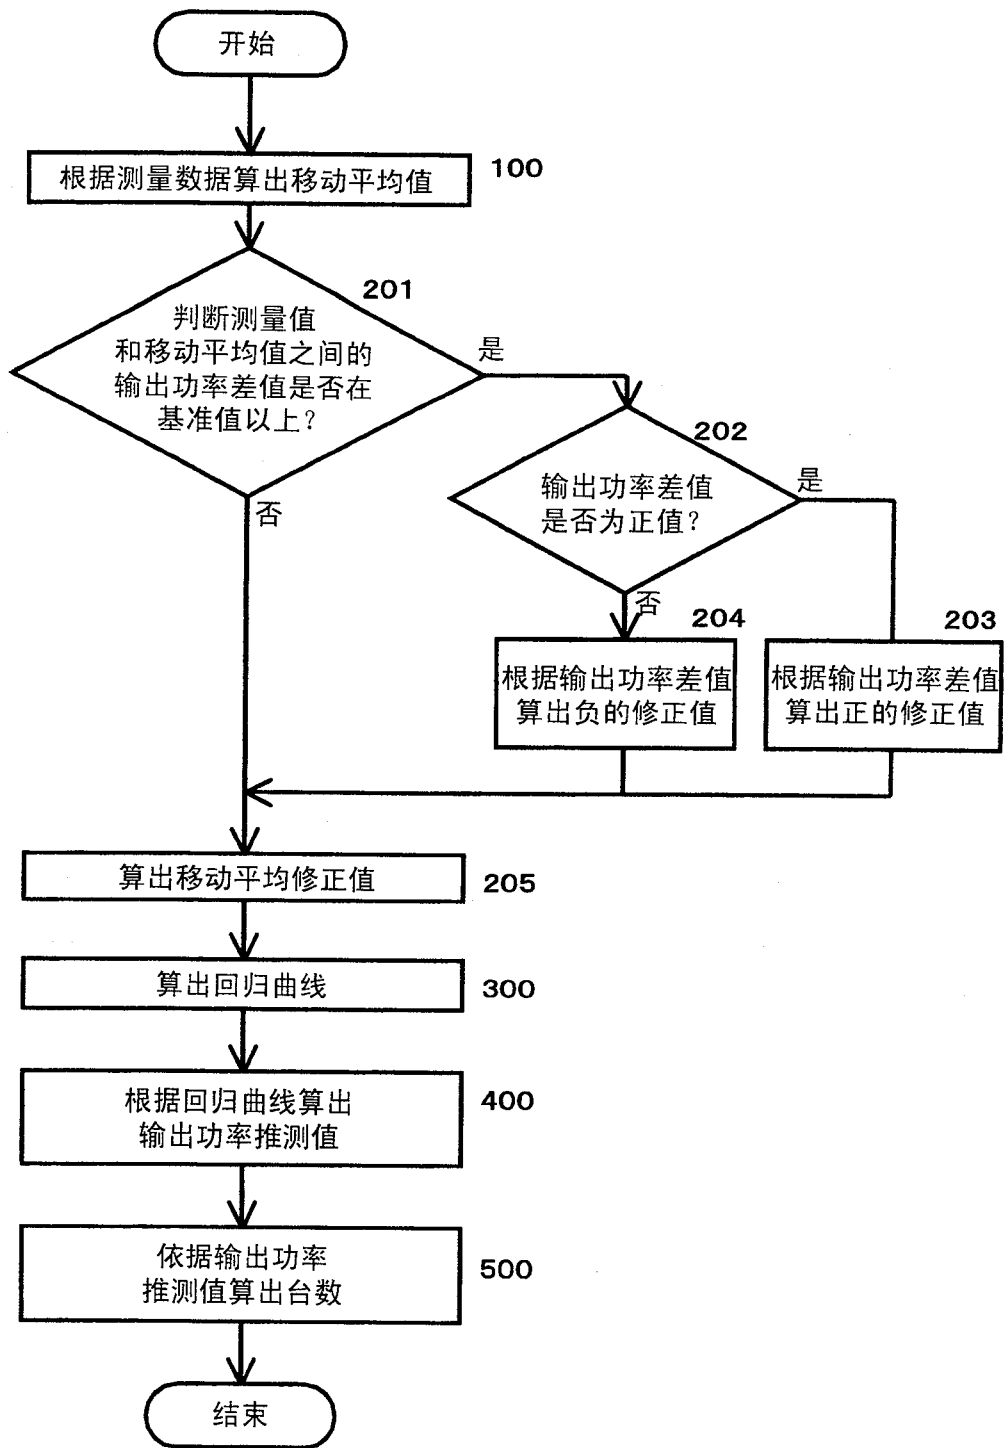 开始
根据测量数据算出移动平均值
100
201
判断测量值
和移动平均值之间的
输出功率差值是否在
基准值以上?
是
否
202
输出功率差值
是否为正值?
是
否
204
根据输出功率差值
算出负的修正值
203
根据输出功率差值
算出正的修正值
算出移动平均修正值
205
算出回归曲线
300
根据回归曲线算出
输出功率推测值
400
依据输出功率
推测值算出台数
500
结束